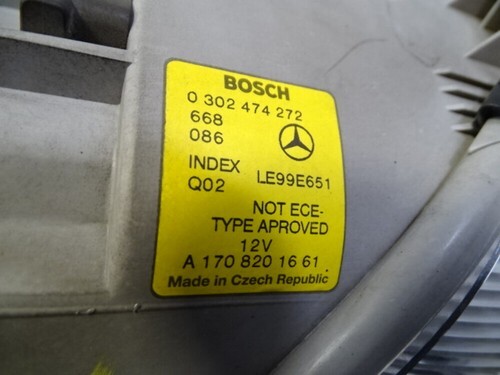 BOSCH
0 302 474 272
668
086
INDEX LE99E651
Q02
NOT ECE-
TYPE APROVED
12V
A 170 820 16 61
Made in Czech Republic